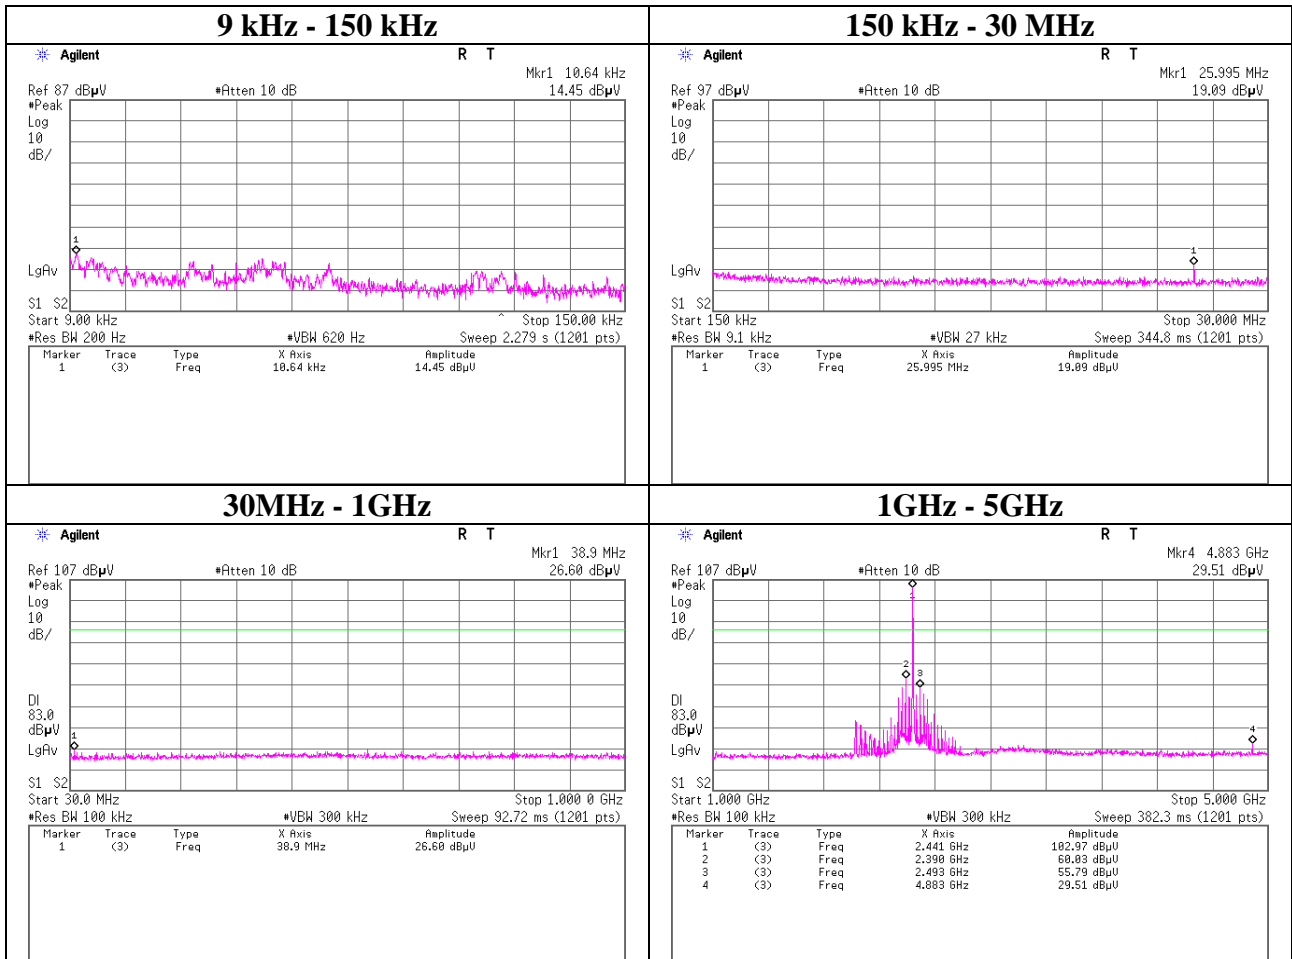 9 kHz - 150 kHz
Agilent R T
Mkr1 10.64 kHz
Ref 87 dBµV #Atten 10 dB 14.45 dBµV
#Peak
Log
10
dB/
1
LgAv
S1 S2
Start 9.00 kHz ^ Stop 150.00 kHz
#Res BW 200 Hz #VBW 620 Hz Sweep 2.279 s (1201 pts)
Marker Trace Type X Axis Amplitude
1 (3) Freq 10.64 kHz 14.45 dBµV
150 kHz - 30 MHz
Agilent R T
Mkr1 25.995 MHz
Ref 97 dBµV #Atten 10 dB 19.09 dBµV
#Peak
Log
10
dB/
1
LgAv
S1 S2
Start 150 kHz Stop 30.000 MHz
#Res BW 9.1 kHz #VBW 27 kHz Sweep 344.8 ms (1201 pts)
Marker Trace Type X Axis Amplitude
1 (3) Freq 25.995 MHz 19.09 dBµV
30MHz - 1GHz
Agilent R T
Mkr1 38.9 MHz
Ref 107 dBµV #Atten 10 dB 26.60 dBµV
#Peak
Log
10
dB/
DI
83.0
dBµV
1
LgAv
S1 S2
Start 30.0 MHz Stop 1.000 0 GHz
#Res BW 100 kHz #VBW 300 kHz Sweep 92.72 ms (1201 pts)
Marker Trace Type X Axis Amplitude
1 (3) Freq 38.9 MHz 26.60 dBµV
1GHz - 5GHz
Agilent R T
Mkr4 4.883 GHz
Ref 107 dBµV #Atten 10 dB 29.51 dBµV
#Peak
1
Log
10
dB/
2
3
DI
83.0
dBµV
4
LgAv
S1 S2
Start 1.000 GHz Stop 5.000 GHz
#Res BW 100 kHz #VBW 300 kHz Sweep 382.3 ms (1201 pts)
Marker Trace Type X Axis Amplitude
1 (3) Freq 2.441 GHz 102.97 dBµV
2 (3) Freq 2.390 GHz 60.03 dBµV
3 (3) Freq 2.493 GHz 55.79 dBµV
4 (3) Freq 4.883 GHz 29.51 dBµV